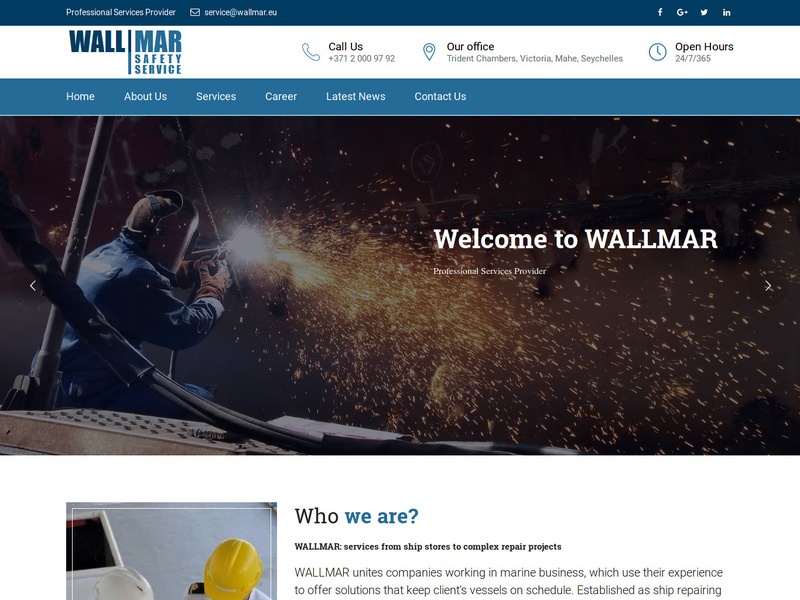 Professional Services Provider service@wallmar.eu
WALL MAR
SAFETY
SERVICE
Call Us
+371 2 000 97 92
Our office
Trident Chambers, Victoria, Mahe, Seychelles
Open Hours
24/7/365
Home About Us Services Career Latest News Contact Us
Welcome to WALLMAR
Professional Services Provider
Who we are?
WALLMAR: services from ship stores to complex repair projects
WALLMAR unites companies working in marine business, which use their experience
to offer solutions that keep client's vessels on schedule. Established as ship repairing